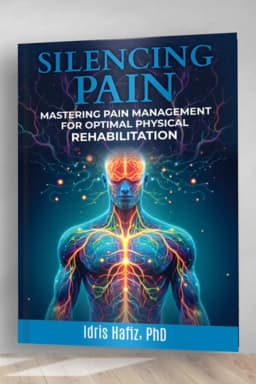 SILENCING
PAIN
MASTERING PAIN MANAGEMENT
FOR OPTIMAL PHYSICAL
REHABILITATION
Idris Hafiz, PhD